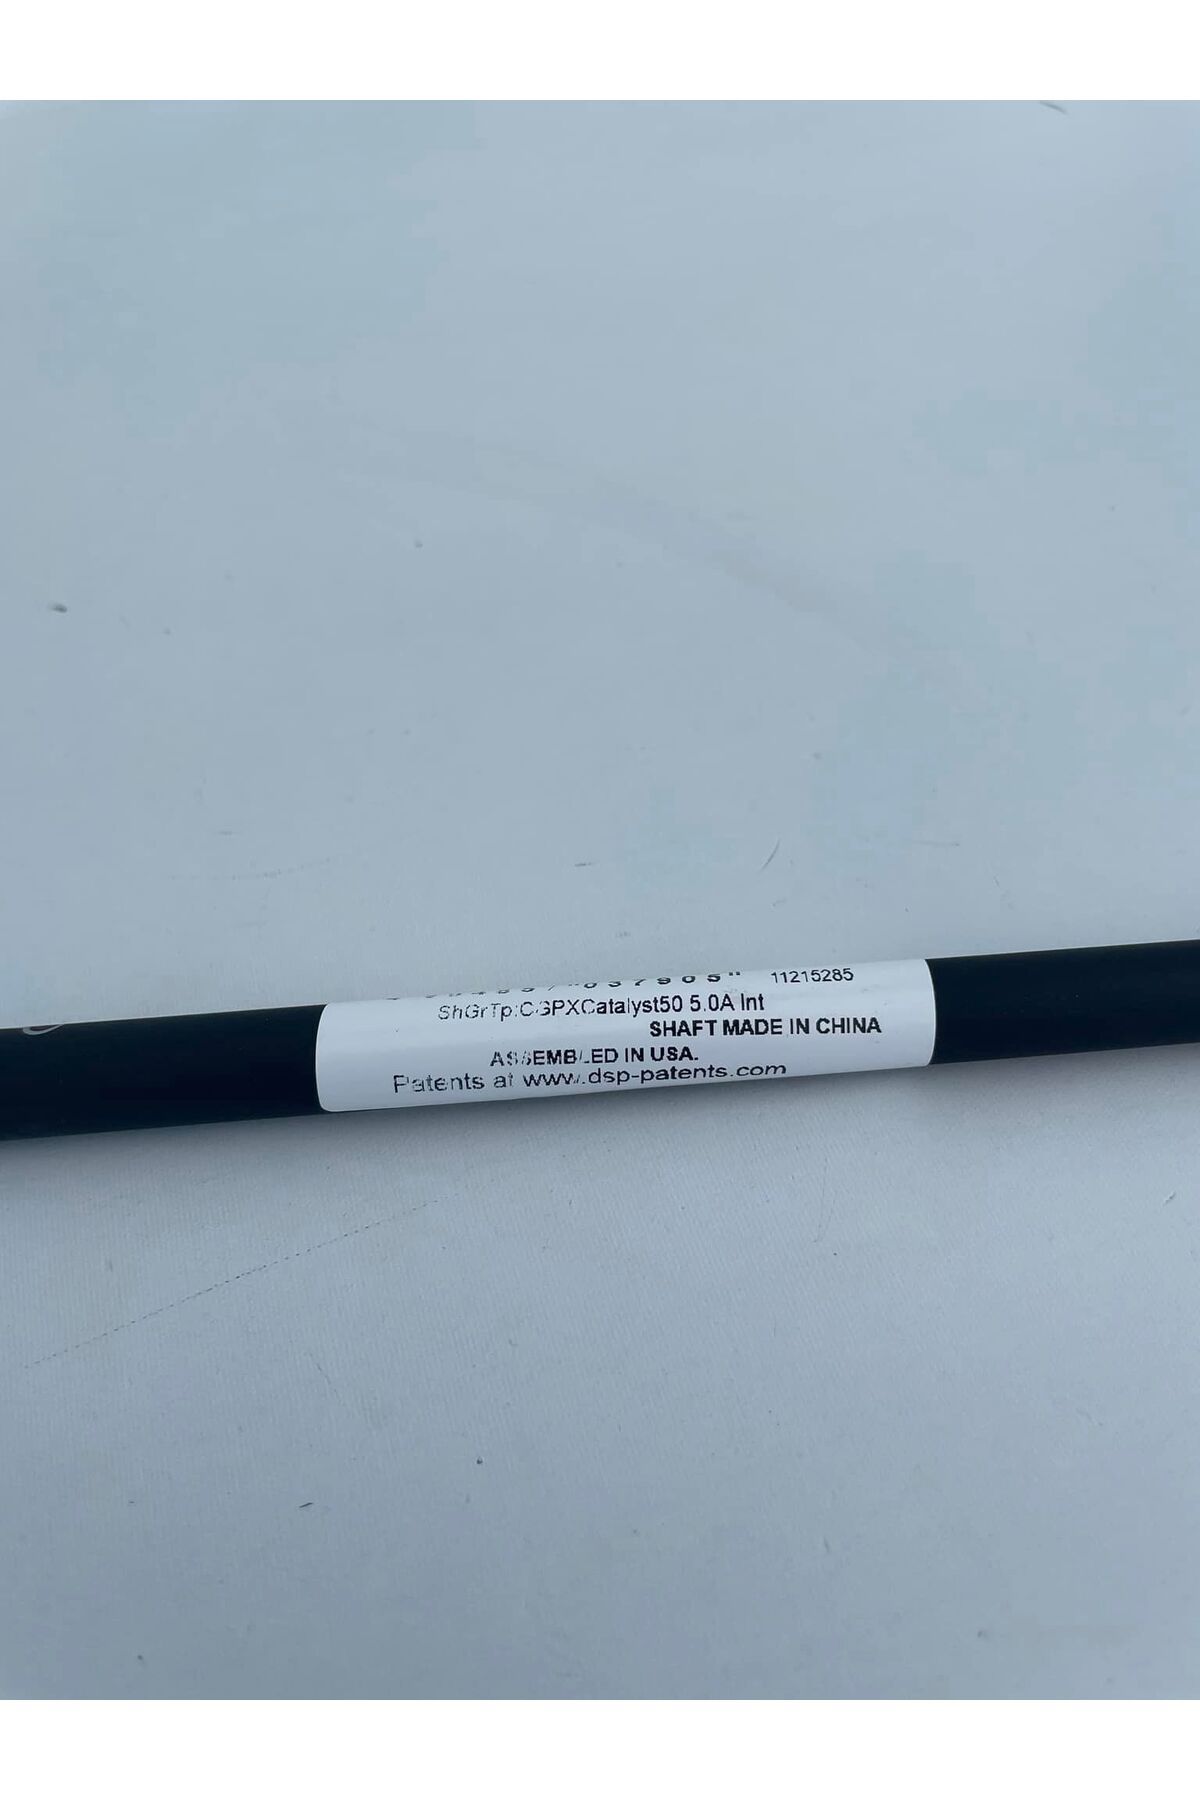 037905" 11215285
ShGrTp:CGPXCatalyst50 5.0A Int
SHAFT MADE IN CHINA
ASSEMBLED IN USA.
Patents at www.dsp-patents.com